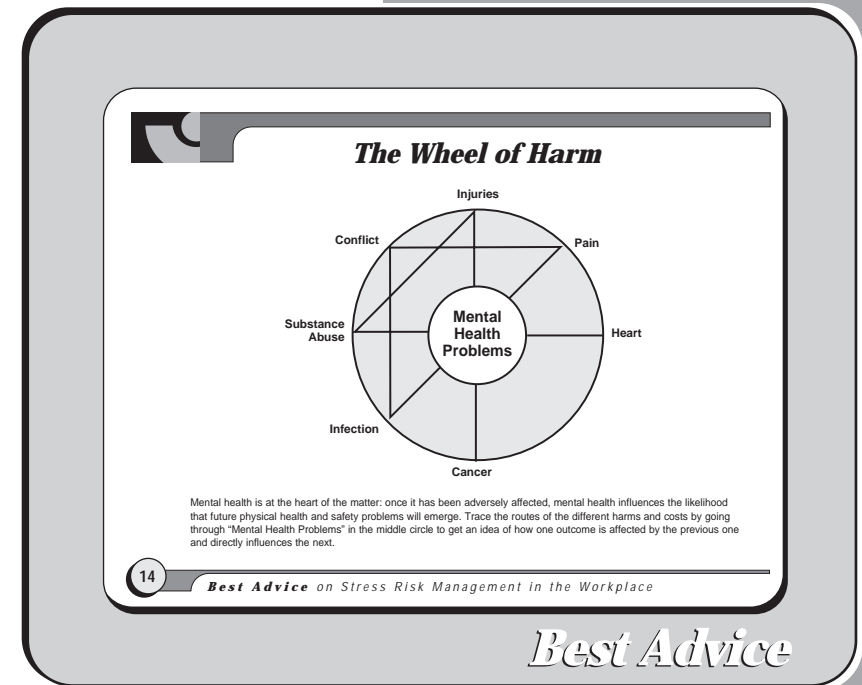 The Wheel of Harm
Injuries
Conflict
Pain
Substance
Abuse
Mental
Health
Problems
Heart
Infection
Cancer
Mental health is at the heart of the matter: once it has been adversely affected, mental health influences the likelihood
that future physical health and safety problems will emerge. Trace the routes of the different harms and costs by going
through “Mental Health Problems” in the middle circle to get an idea of how one outcome is affected by the previous one
and directly influences the next.
14
Best Advice on Stress Risk Management in the Workplace
Best Advice